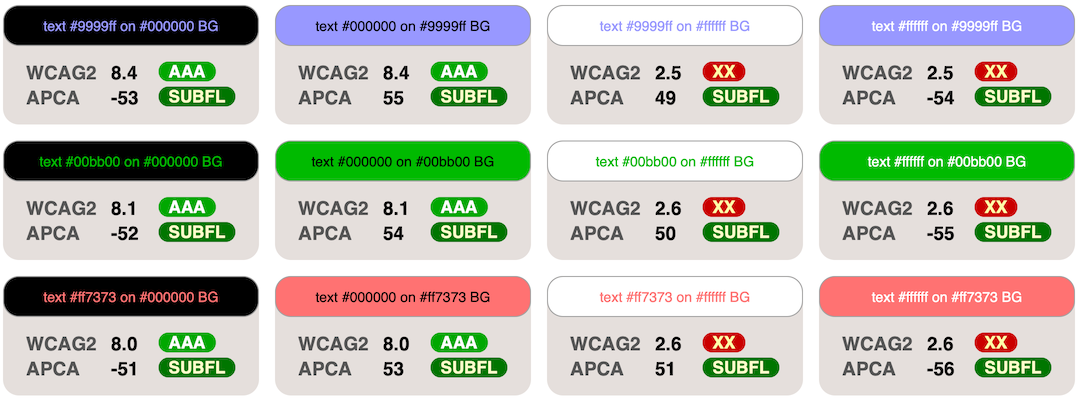 text #9999ff on #000000 BG
WCAG2 8.4 AAA
APCA -53 SUBFL
text #000000 on #9999ff BG
WCAG2 8.4 AAA
APCA 55 SUBFL
text #9999ff on #ffffff BG
WCAG2 2.5 XX
APCA 49 SUBFL
text #ffffff on #9999ff BG
WCAG2 2.5 XX
APCA -54 SUBFL
text #00bb00 on #000000 BG
WCAG2 8.1 AAA
APCA -52 SUBFL
text #000000 on #00bb00 BG
WCAG2 8.1 AAA
APCA 54 SUBFL
text #00bb00 on #ffffff BG
WCAG2 2.6 XX
APCA 50 SUBFL
text #ffffff on #00bb00 BG
WCAG2 2.6 XX
APCA -55 SUBFL
text #ff7373 on #000000 BG
WCAG2 8.0 AAA
APCA -51 SUBFL
text #000000 on #ff7373 BG
WCAG2 8.0 AAA
APCA 53 SUBFL
text #ff7373 on #ffffff BG
WCAG2 2.6 XX
APCA 51 SUBFL
text #ffffff on #ff7373 BG
WCAG2 2.6 XX
APCA -56 SUBFL